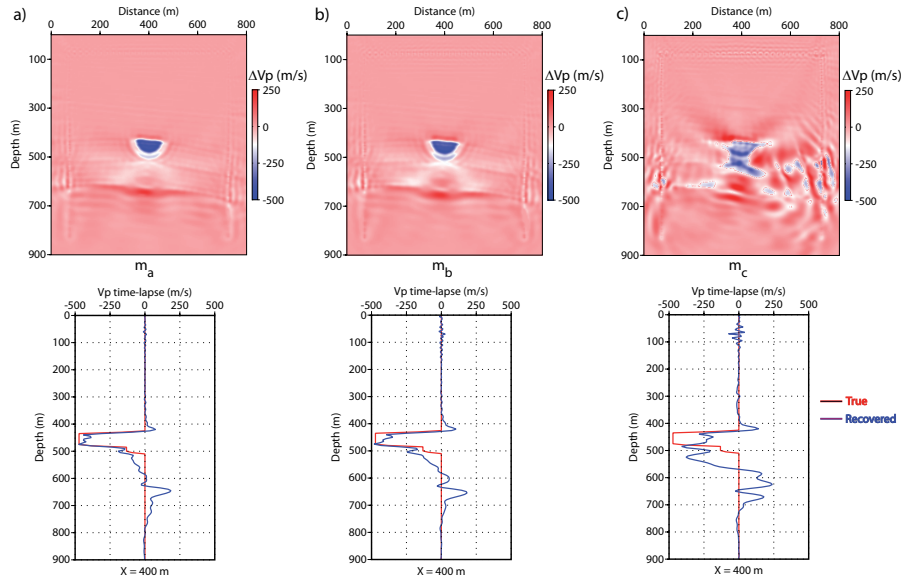 a) b) c)
Distance (m) Distance (m) Distance (m)
0 200 400 600 800 0 200 400 600 800 0 200 400 600 800
100 100 100
ΔVp (m/s) ΔVp (m/s) ΔVp (m/s)
250 250 250
300 300 300
0 0 0
Depth (m) Depth (m) Depth (m)
500 500 500
-250 -250 -250
-500 -500 -500
700 700 700
900 900 900
m_a m_b m_c
Vp time-lapse (m/s) Vp time-lapse (m/s) Vp time-lapse (m/s)
-500 -250 0 250 500 -500 -250 0 250 500 -500 -250 0 250 500
0 0 0
100 100 100
200 200 200
300 300 300
True
400 400 400
Recovered
Depth (m) Depth (m) Depth (m)
500 500 500
600 600 600
700 700 700
800 800 800
900 900 900
X = 400 m X = 400 m X = 400 m